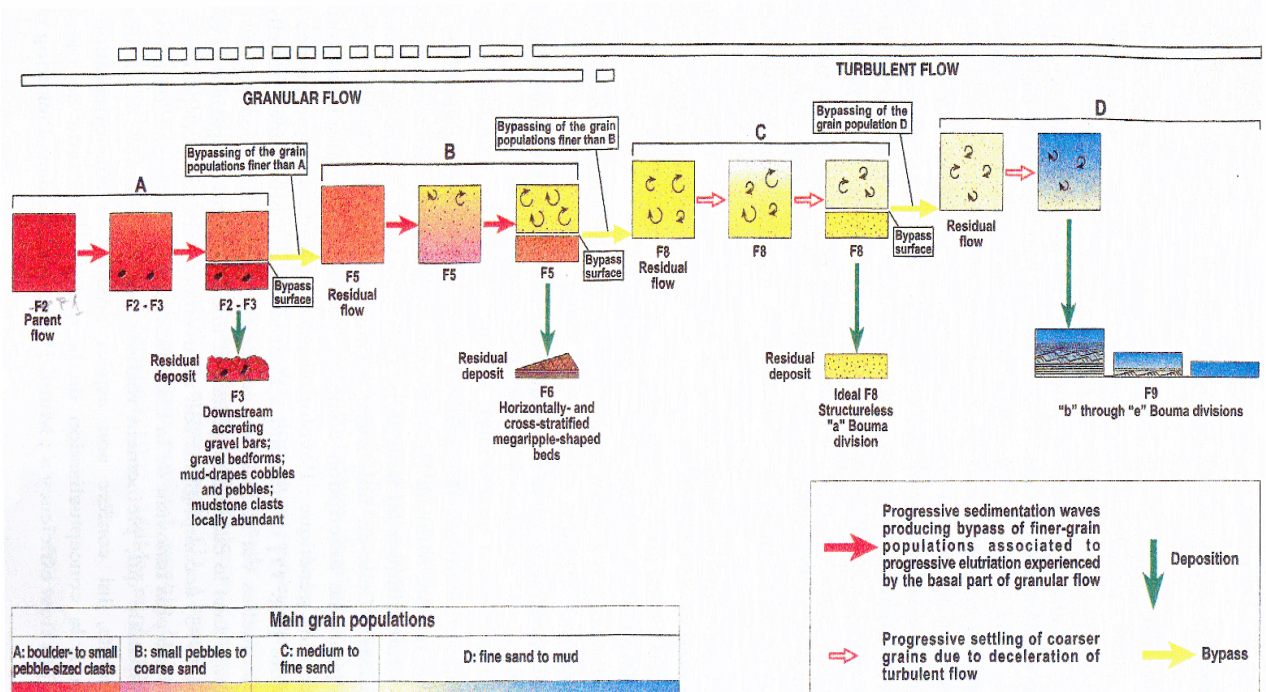 GRANULAR FLOW
TURBULENT FLOW
A
Bypassing of the grain
populations finer than A
B
Bypassing of the grain
populations finer than B
C
Bypassing of the
grain population D
D
F2
Parent
flow
F2 - F3
F2 - F3
Bypass
surface
F5
Residual
flow
F5
F5
Bypass
surface
F8
Residual
flow
F8
F8
Bypass
surface
Residual
flow
Residual
deposit
F3
Downstream
accreting
gravel bars;
gravel bedforms;
mud-drapes cobbles
and pebbles;
mudstone clasts
locally abundant
Residual
deposit
F6
Horizontally- and
cross-stratified
megaripple-shaped
beds
Residual
deposit
Ideal F8
Structureless
"a" Bouma
division
F9
"b" through "e" Bouma divisions
Progressive sedimentation waves
producing bypass of finer-grain
populations associated to
progressive elutriation experienced
by the basal part of granular flow
Deposition
Progressive settling of coarser
grains due to deceleration of
turbulent flow
Bypass
Main grain populations
A: boulder- to small
pebble-sized clasts
B: small pebbles to
coarse sand
C: medium to
fine sand
D: fine sand to mud